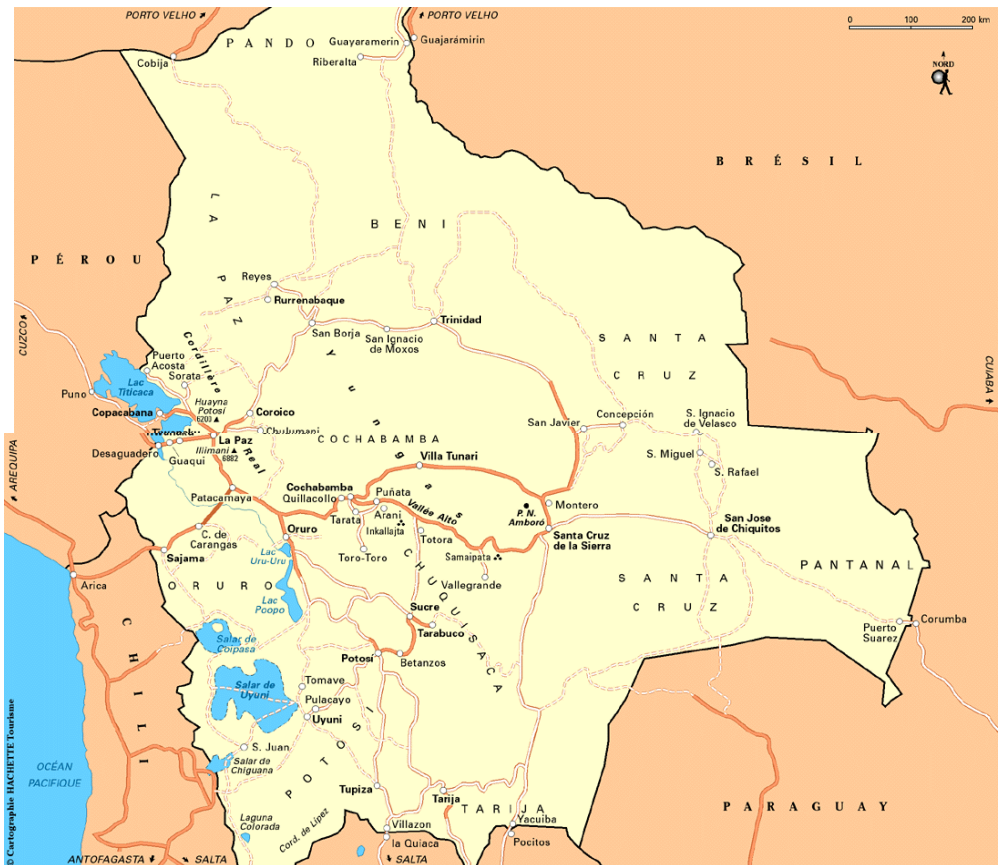 PORTO VELHO
PORTO VELHO
0 100 200 km
PANDO
Guayaramerin
Guajarámirin
Cobija
Riberalta
NORD
BRÉSIL
LA PAZ
BENI
PÉROU
Reyes
Rurrenabaque
CUZCO
San Borja
San Ignacio
de Moxos
Trinidad
SANTA
CRUZ
CUIABA
Puerto
Acosta
Sorata
Cordillère
Real
Yungas
Lac
Titicaca
Puno
Huayna
Potosi
6203
Copacabana
Coroico
Chulumani
La Paz
Illimani
6882
Desaguadero
Guaqui
COCHABAMBA
Villa Tunari
San Javier
Concepción
S. Ignacio
de Velasco
S. Miguel
S. Rafael
AREQUIPA
Patacamaya
Cochabamba
Quillacollo
Puñata
Arani
Tarata
Inkallajta
Vallée Alto
P. N.
Amboró
Montero
Santa Cruz
de la Sierra
San Jose
de Chiquitos
C. de
Carangas
Oruro
Sajama
Lac
Uru-Uru
Toro-Toro
Totora
Samaipata
Vallegrande
Arica
ORURO
Lac
Poopo
CHUQUISACA
SANTA
CRUZ
PANTANAL
Sucre
Tarabuco
Puerto
Suarez
Corumba
CHILI
Salar de
Coipasa
Potosí
Betanzos
Salar de
Uyuni
Tomave
Pulacayo
Uyuni
S. Juan
Salar de
Chiguana
POTOSI
OCÉAN
PACIFIQUE
Tupiza
Tarija
TARIJA
PARAGUAY
Laguna
Colorada
Cord. de Lípez
Villazon
la Quiaca
Yacuiba
Pocitos
ANTOFAGASTA
SALTA
SALTA
© Cartographie HACHETTE Tourisme